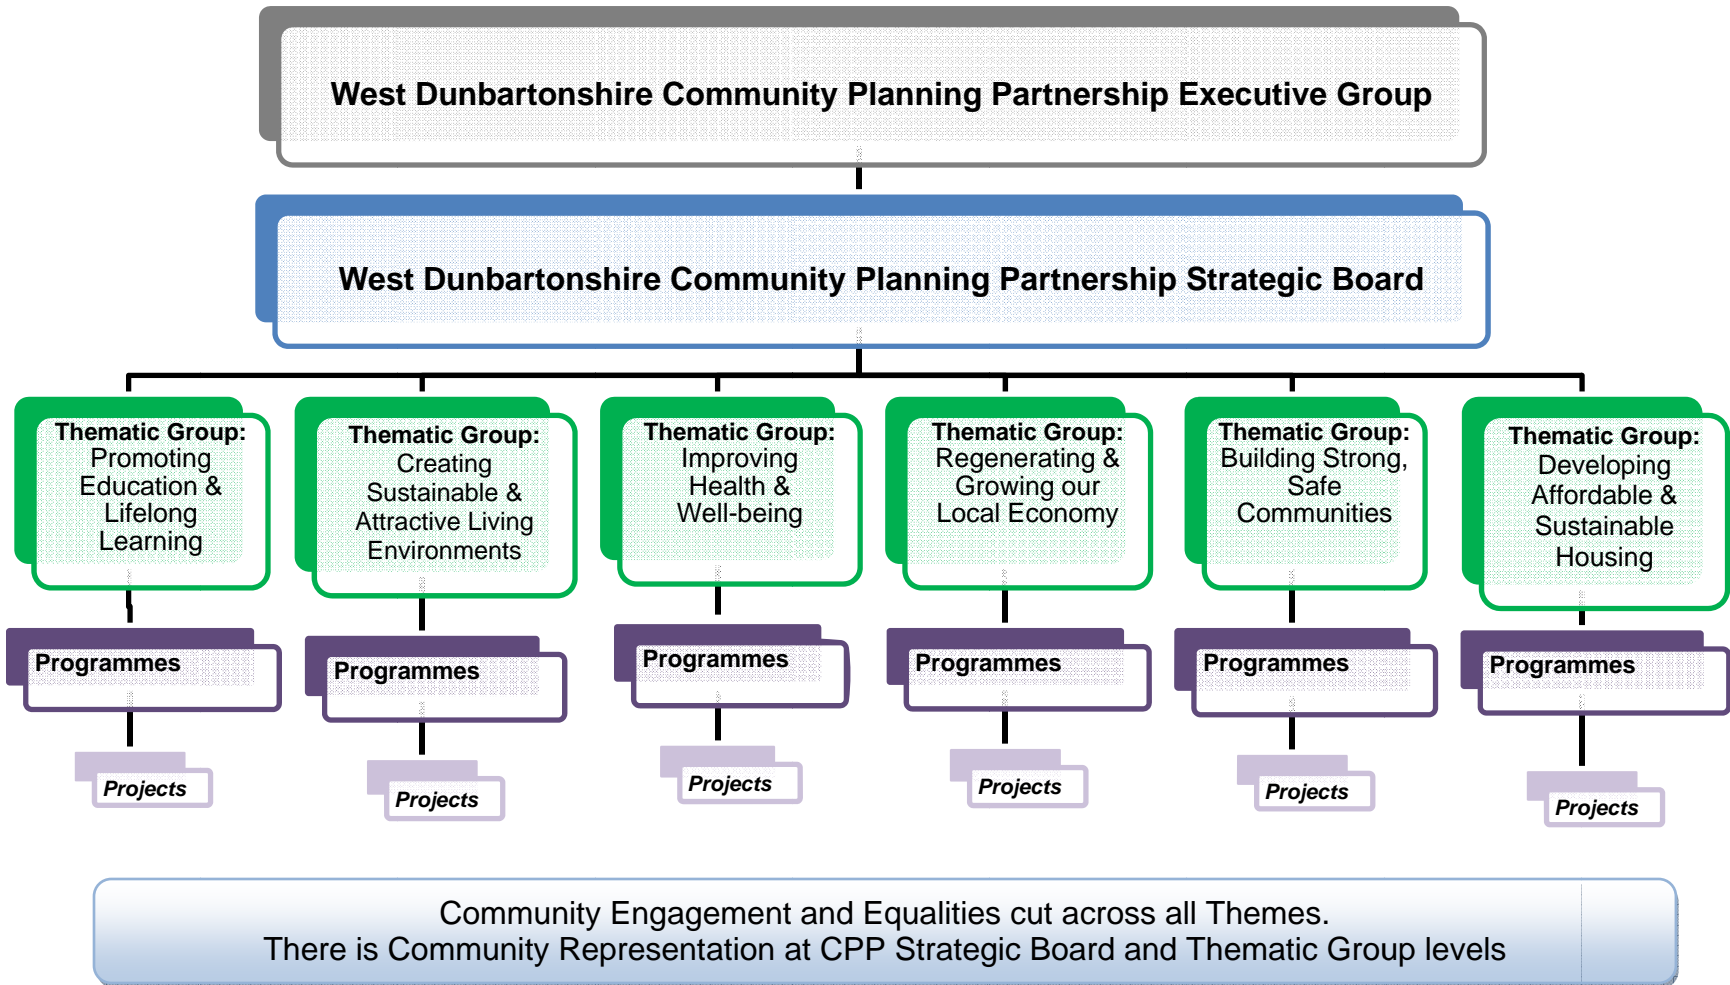 West Dunbartonshire Community Planning Partnership Executive Group
West Dunbartonshire Community Planning Partnership Strategic Board
Thematic Group:
Promoting
Education &
Lifelong
Learning
Thematic Group:
Creating
Sustainable &
Attractive Living
Environments
Thematic Group:
Improving
Health &
Well-being
Thematic Group:
Regenerating &
Growing our
Local Economy
Thematic Group:
Building Strong,
Safe
Communities
Thematic Group:
Developing
Affordable &
Sustainable
Housing
Programmes
Programmes
Programmes
Programmes
Programmes
Programmes
Projects
Projects
Projects
Projects
Projects
Projects
Community Engagement and Equalities cut across all Themes.
There is Community Representation at CPP Strategic Board and Thematic Group levels